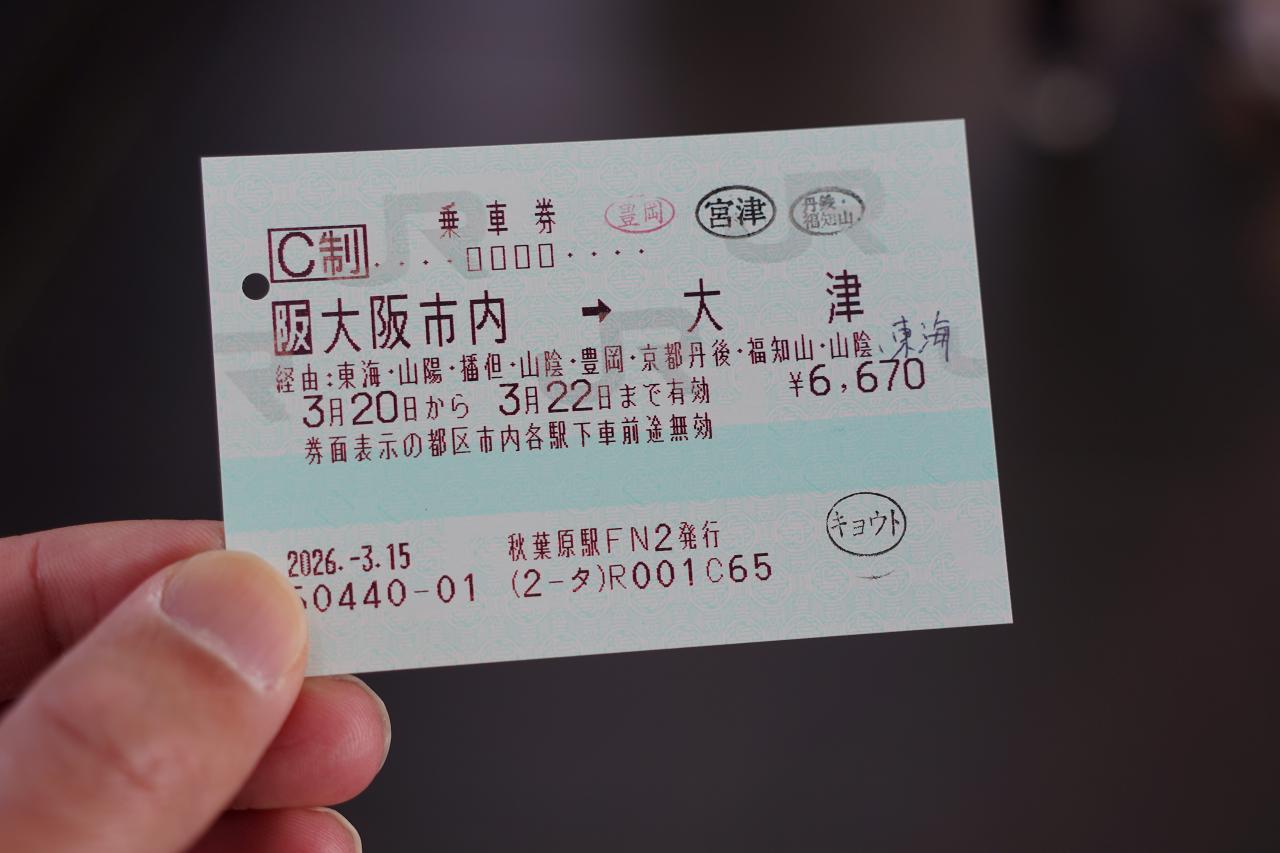 乗車券 豊岡 宮津 丹後・福知山
C制 ····□□□□····
阪 大阪市内 → 大津
経由：東海・山陽・播但・山陰・豊岡・京都丹後・福知山・山陰、東海
3月20日から 3月22日まで有効 ¥6,670
券面表示の都区市内各駅下車前途無効
キョウト
2026.-3.15 秋葉原駅FN2発行
0440-01 (2-タ)R001C65